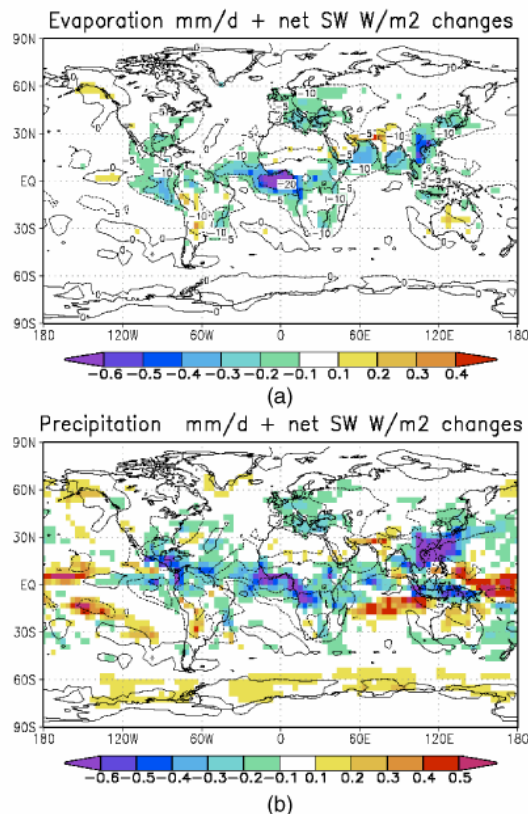 Evaporation mm/d + net SW W/m2 changes
90N
60N
30N
EQ
30S
60S
90S
180 120W 60W 0 60E 120E 180
-0.6 -0.5 -0.4 -0.3 -0.2 -0.1 0.1 0.2 0.3 0.4
(a)
Precipitation mm/d + net SW W/m2 changes
90N
60N
30N
EQ
30S
60S
90S
180 120W 60W 0 60E 120E 180
-0.6 -0.5 -0.4 -0.3 -0.2 -0.1 0.1 0.2 0.3 0.4 0.5
(b)